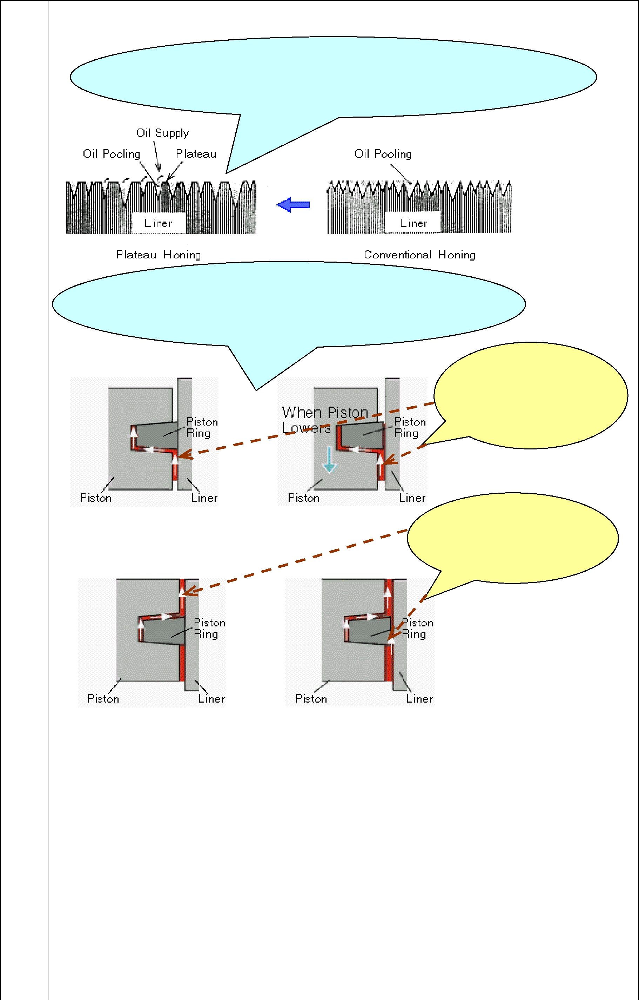 Oil Supply
Oil Pooling
Plateau
Oil Pooling
Liner
Liner
Plateau Honing
Conventional Honing
When Piston
Lowers
Piston
Ring
Piston
Ring
Piston
Liner
Piston
Liner
Piston
Ring
Piston
Ring
Piston
Liner
Piston
Liner